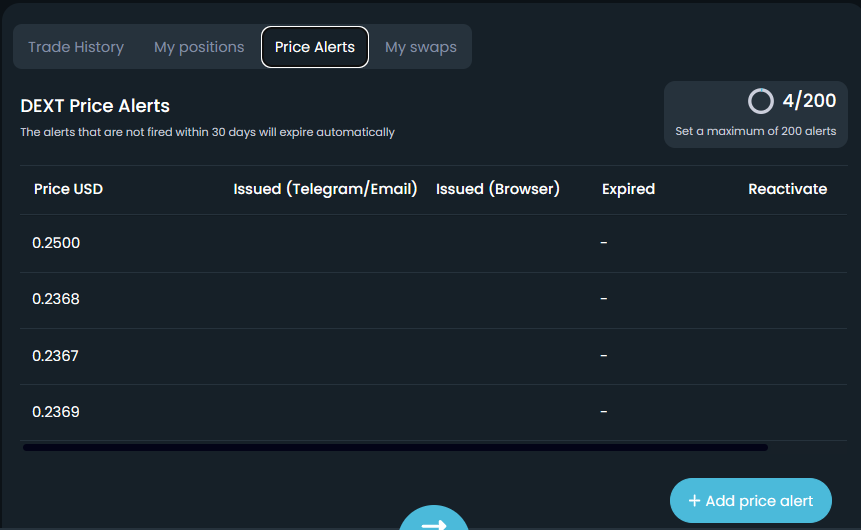 Trade History My positions Price Alerts My swaps
DEXT Price Alerts
The alerts that are not fired within 30 days will expire automatically
4/200
Set a maximum of 200 alerts
Price USD Issued (Telegram/Email) Issued (Browser) Expired Reactivate
0.2500 -
0.2368 -
0.2367 -
0.2369 -
+ Add price alert